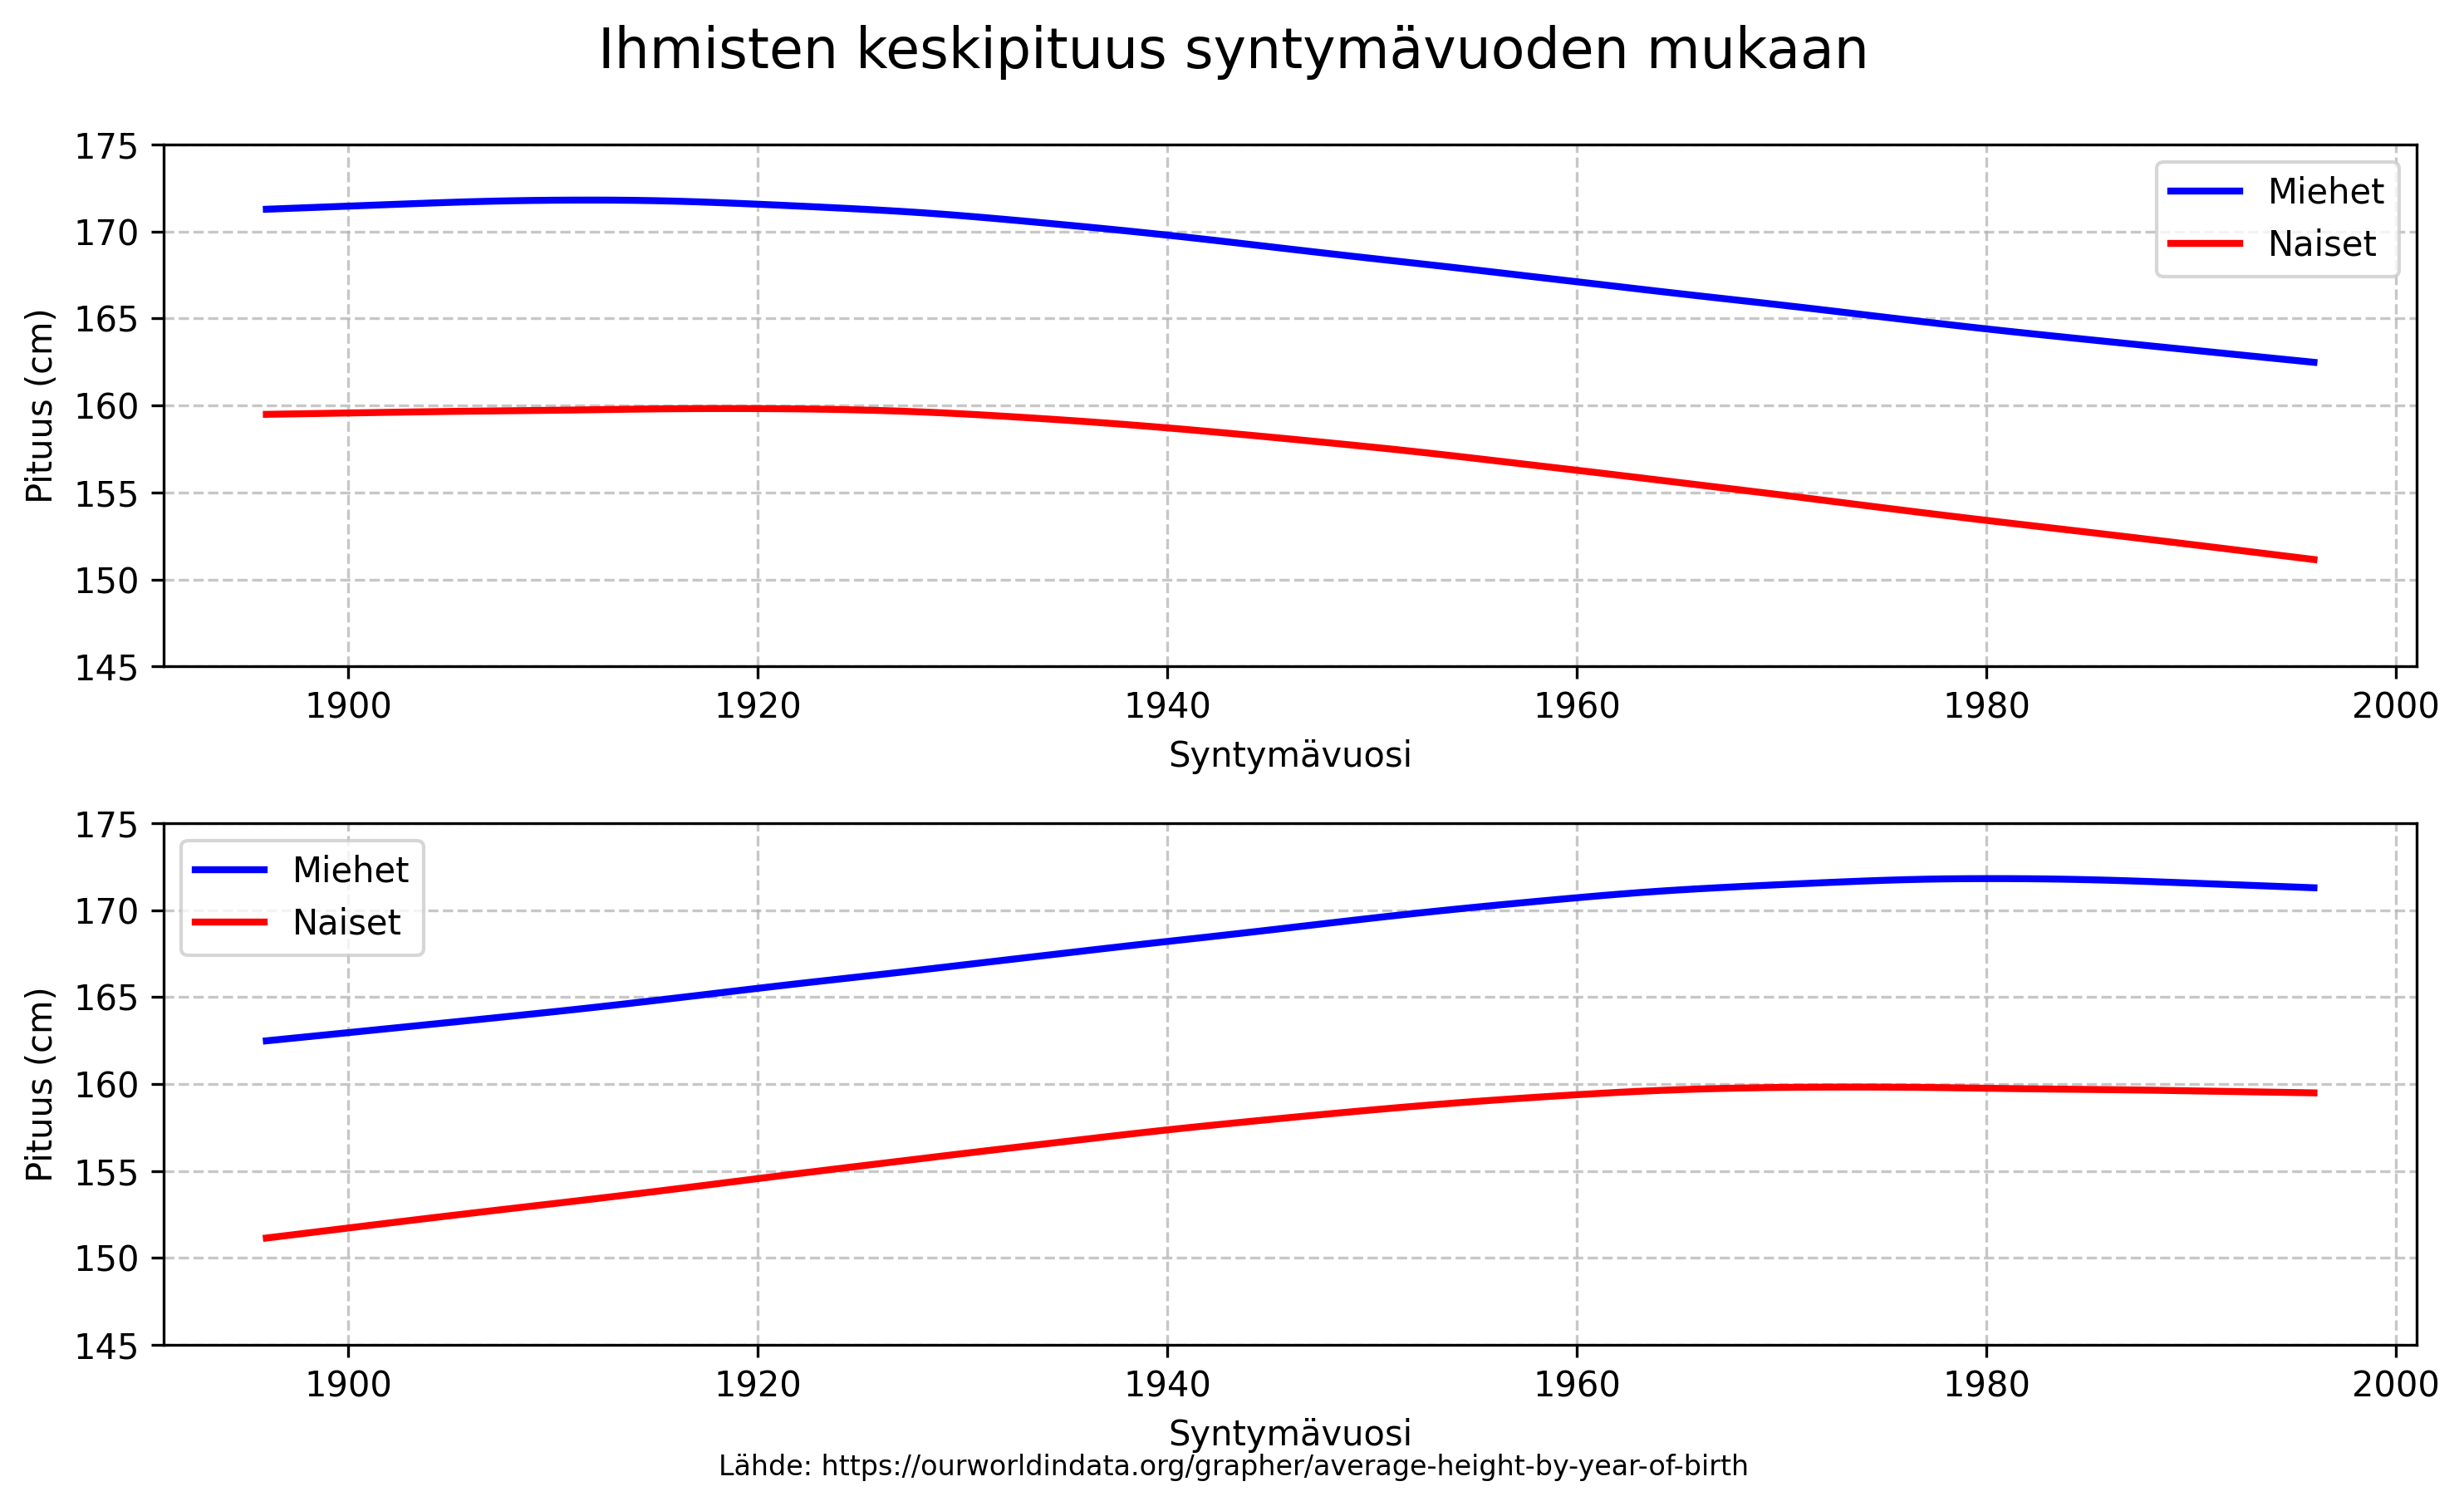 Ihmisten keskipituus syntymävuoden mukaan
175
170
165
160
155
150
145
Pituus (cm)
Miehet
Naiset
1900 1920 1940 1960 1980 2000
Syntymävuosi
175
170
165
160
155
150
145
Pituus (cm)
Miehet
Naiset
1900 1920 1940 1960 1980 2000
Syntymävuosi
Lähde: https://ourworldindata.org/grapher/average-height-by-year-of-birth